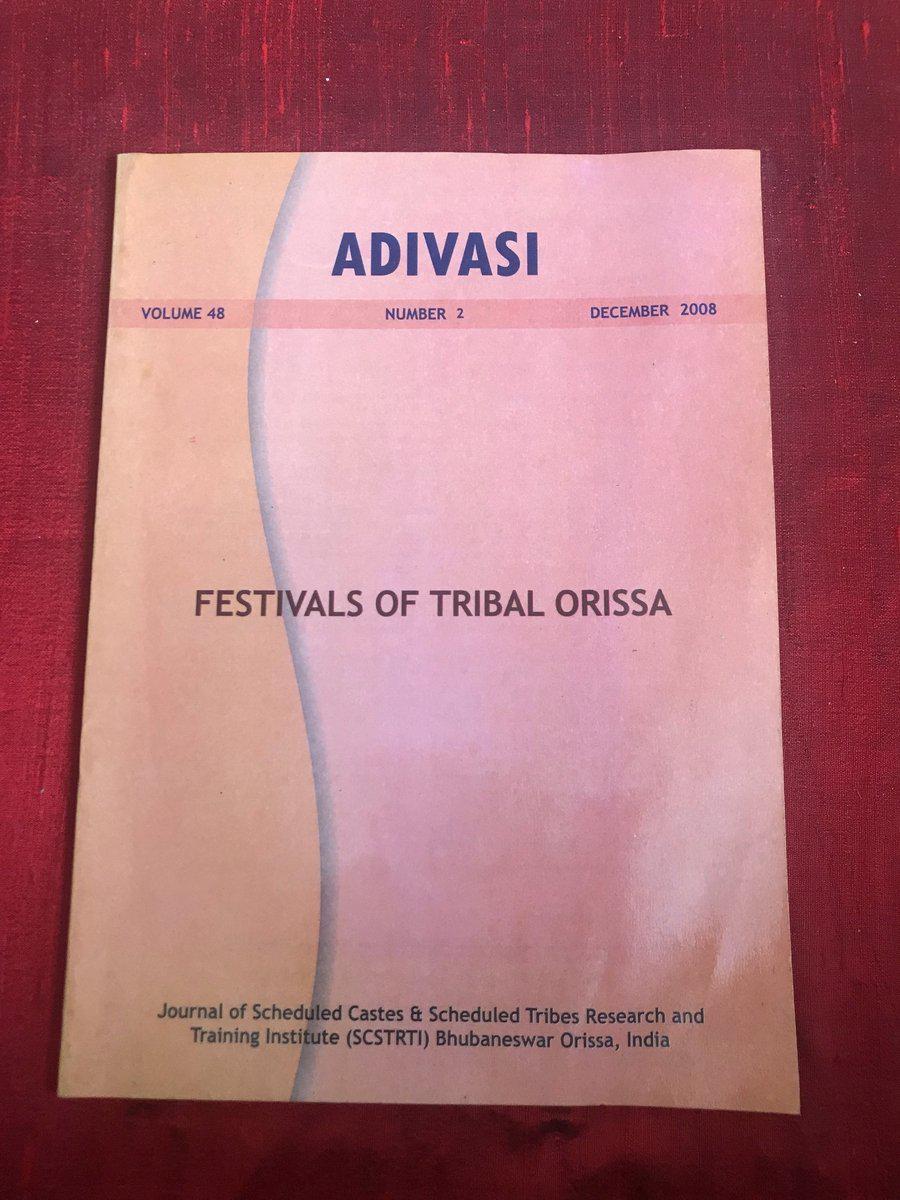 ADIVASI
VOLUME 48 NUMBER 2 DECEMBER 2008
FESTIVALS OF TRIBAL ORISSA
Journal of Scheduled Castes & Scheduled Tribes Research and
Training Institute (SCSTRTI) Bhubaneswar Orissa, India